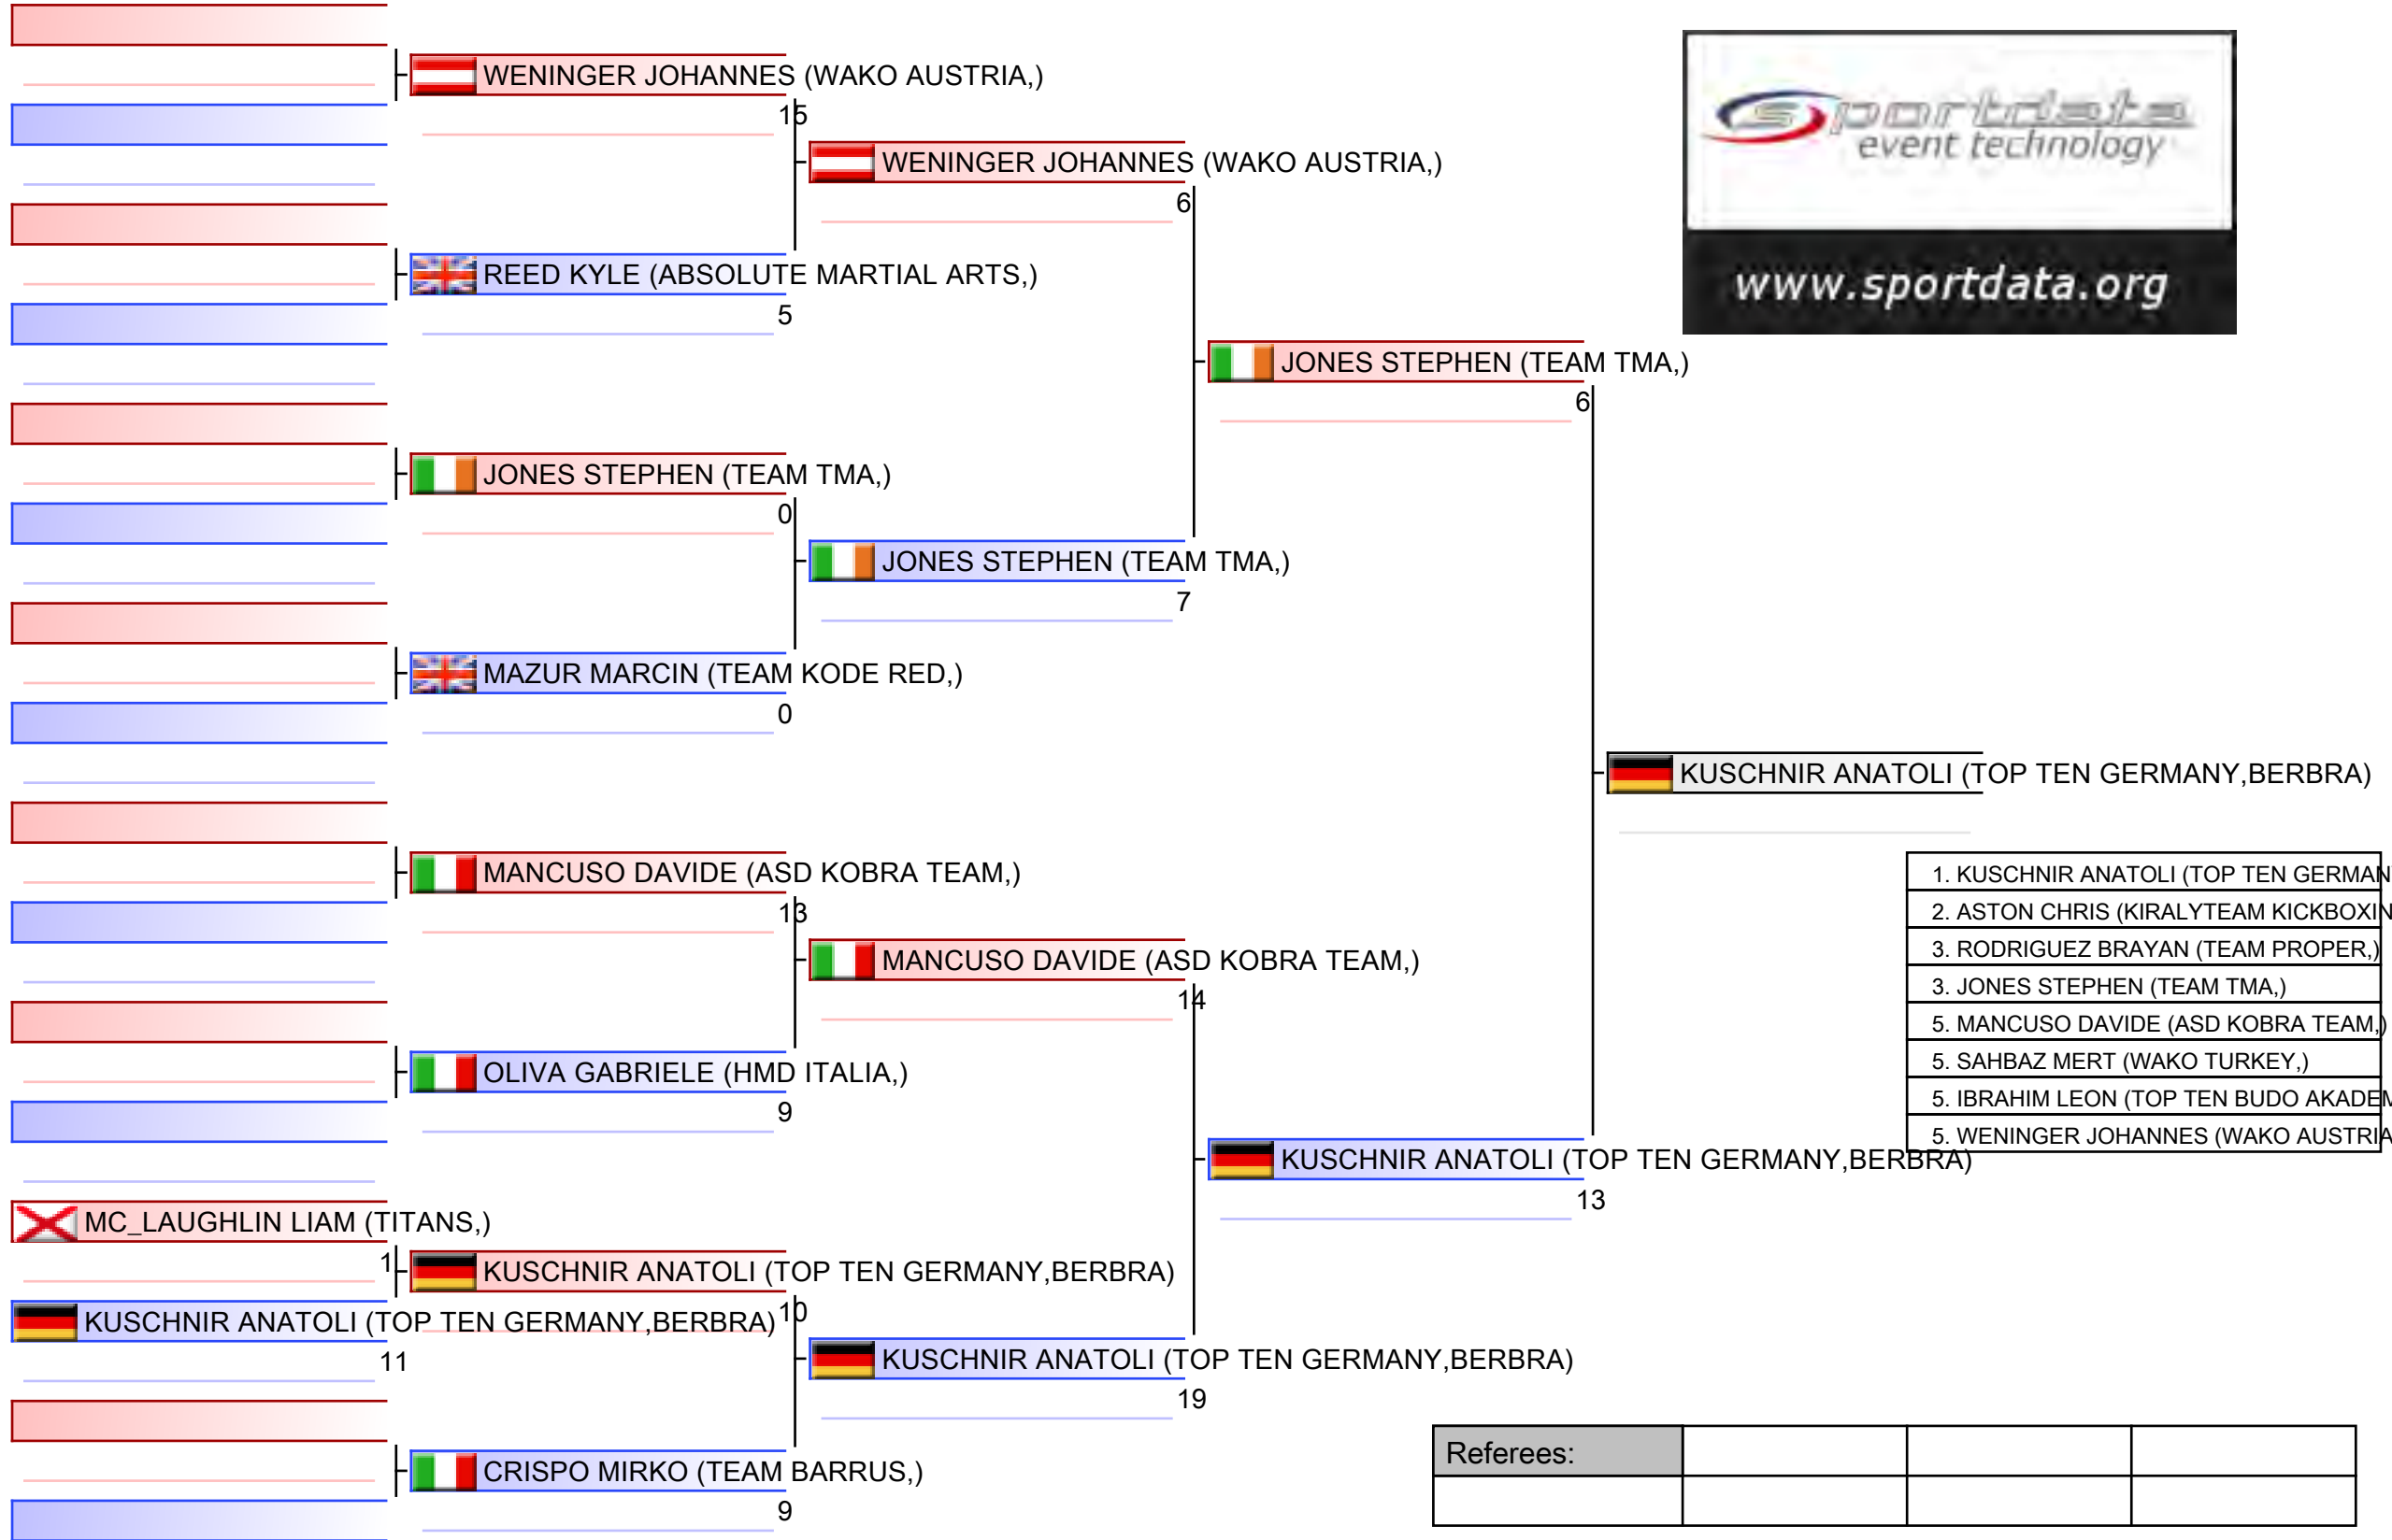 WENINGER JOHANNES (WAKO AUSTRIA,)
15
WENINGER JOHANNES (WAKO AUSTRIA,)
6
REED KYLE (ABSOLUTE MARTIAL ARTS,)
5
sportdata
event technology
www.sportdata.org
JONES STEPHEN (TEAM TMA,)
6
JONES STEPHEN (TEAM TMA,)
0
JONES STEPHEN (TEAM TMA,)
7
MAZUR MARCIN (TEAM KODE RED,)
0
KUSCHNIR ANATOLI (TOP TEN GERMANY,BERBRA)
MANCUSO DAVIDE (ASD KOBRA TEAM,)
13
MANCUSO DAVIDE (ASD KOBRA TEAM,)
14
OLIVA GABRIELE (HMD ITALIA,)
9
1. KUSCHNIR ANATOLI (TOP TEN GERMAN
2. ASTON CHRIS (KIRALYTEAM KICKBOXIN
3. RODRIGUEZ BRAYAN (TEAM PROPER,)
3. JONES STEPHEN (TEAM TMA,)
5. MANCUSO DAVIDE (ASD KOBRA TEAM,)
5. SAHBAZ MERT (WAKO TURKEY,)
5. IBRAHIM LEON (TOP TEN BUDO AKADEM
5. WENINGER JOHANNES (WAKO AUSTRIA
KUSCHNIR ANATOLI (TOP TEN GERMANY,BERBRA)
13
MC_LAUGHLIN LIAM (TITANS,)
1
KUSCHNIR ANATOLI (TOP TEN GERMANY,BERBRA)
10
KUSCHNIR ANATOLI (TOP TEN GERMANY,BERBRA)
11
KUSCHNIR ANATOLI (TOP TEN GERMANY,BERBRA)
19
CRISPO MIRKO (TEAM BARRUS,)
9
Referees: